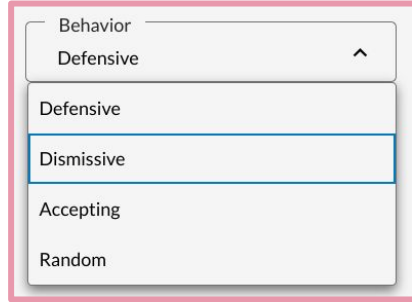 Behavior
Defensive
Defensive
Dismissive
Accepting
Random